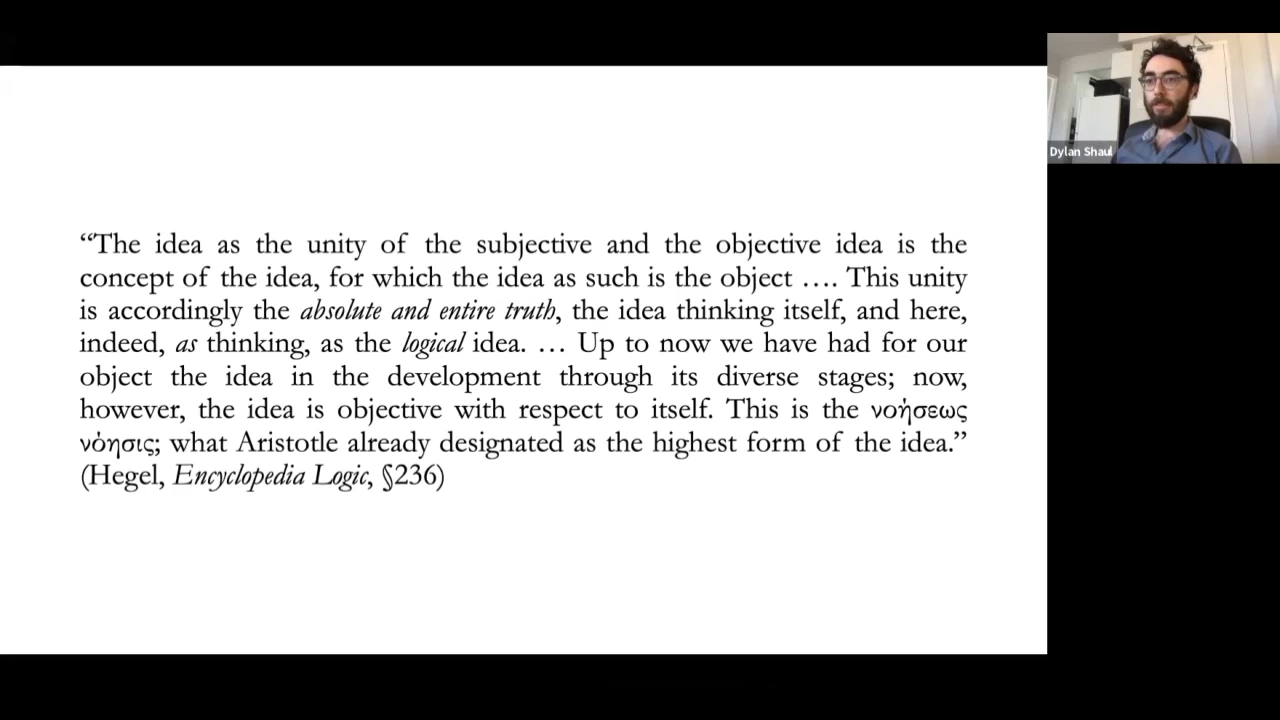 “The idea as the unity of the subjective and the objective idea is the
concept of the idea, for which the idea as such is the object …. This unity
is accordingly the absolute and entire truth, the idea thinking itself, and here,
indeed, as thinking, as the logical idea. … Up to now we have had for our
object the idea in the development through its diverse stages; now,
however, the idea is objective with respect to itself. This is the νοήσεως
νόησις; what Aristotle already designated as the highest form of the idea.”
(Hegel, Encyclopedia Logic, §236)
Dylan Shaul